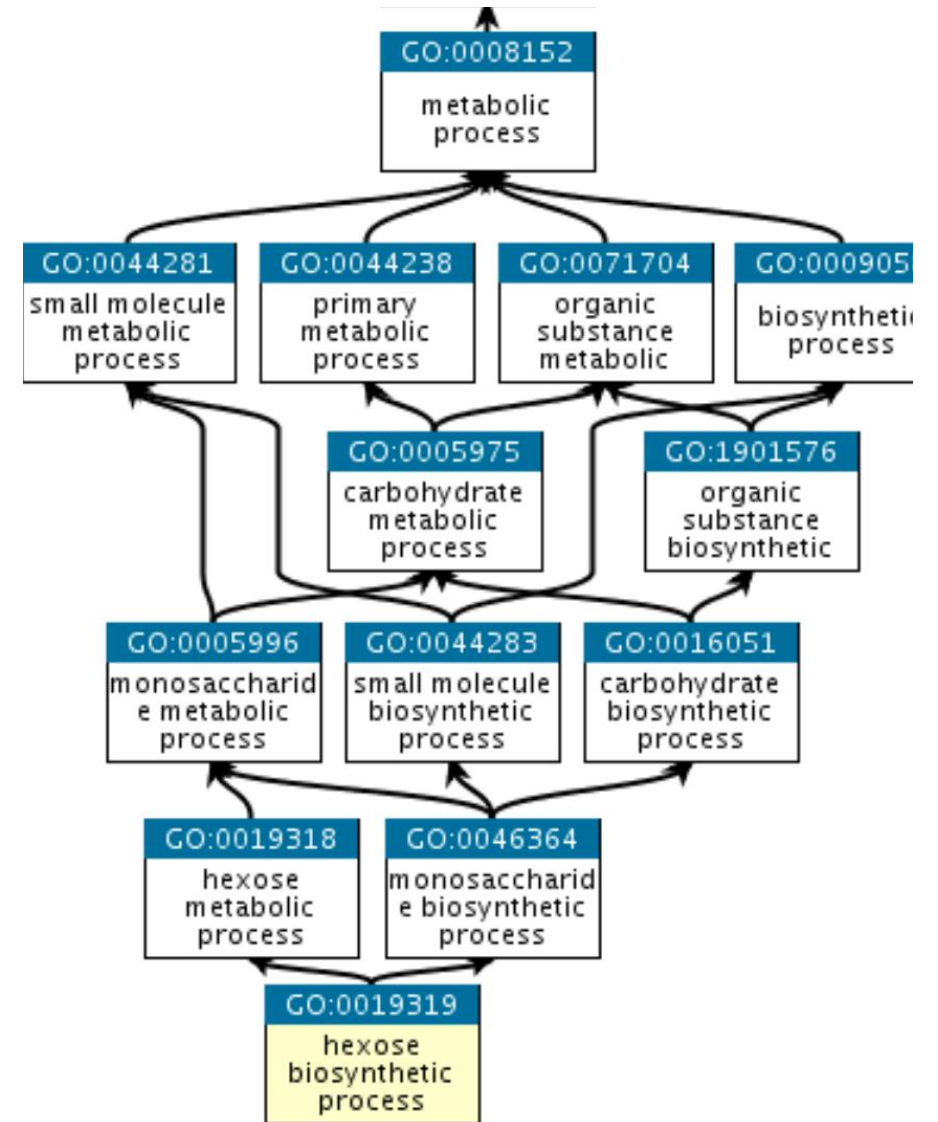 GO:0008152
metabolic
process
GO:0044281
small molecule
metabolic
process
GO:0044238
primary
metabolic
process
GO:0071704
organic
substance
metabolic
GO:000905
biosynthetic
process
GO:0005975
carbohydrate
metabolic
process
GO:1901576
organic
substance
biosynthetic
GO:0005996
monosaccharid
e metabolic
process
GO:0044283
small molecule
biosynthetic
process
GO:0016051
carbohydrate
biosynthetic
process
GO:0019318
hexose
metabolic
process
GO:0046364
monosaccharid
e biosynthetic
process
GO:0019319
hexose
biosynthetic
process